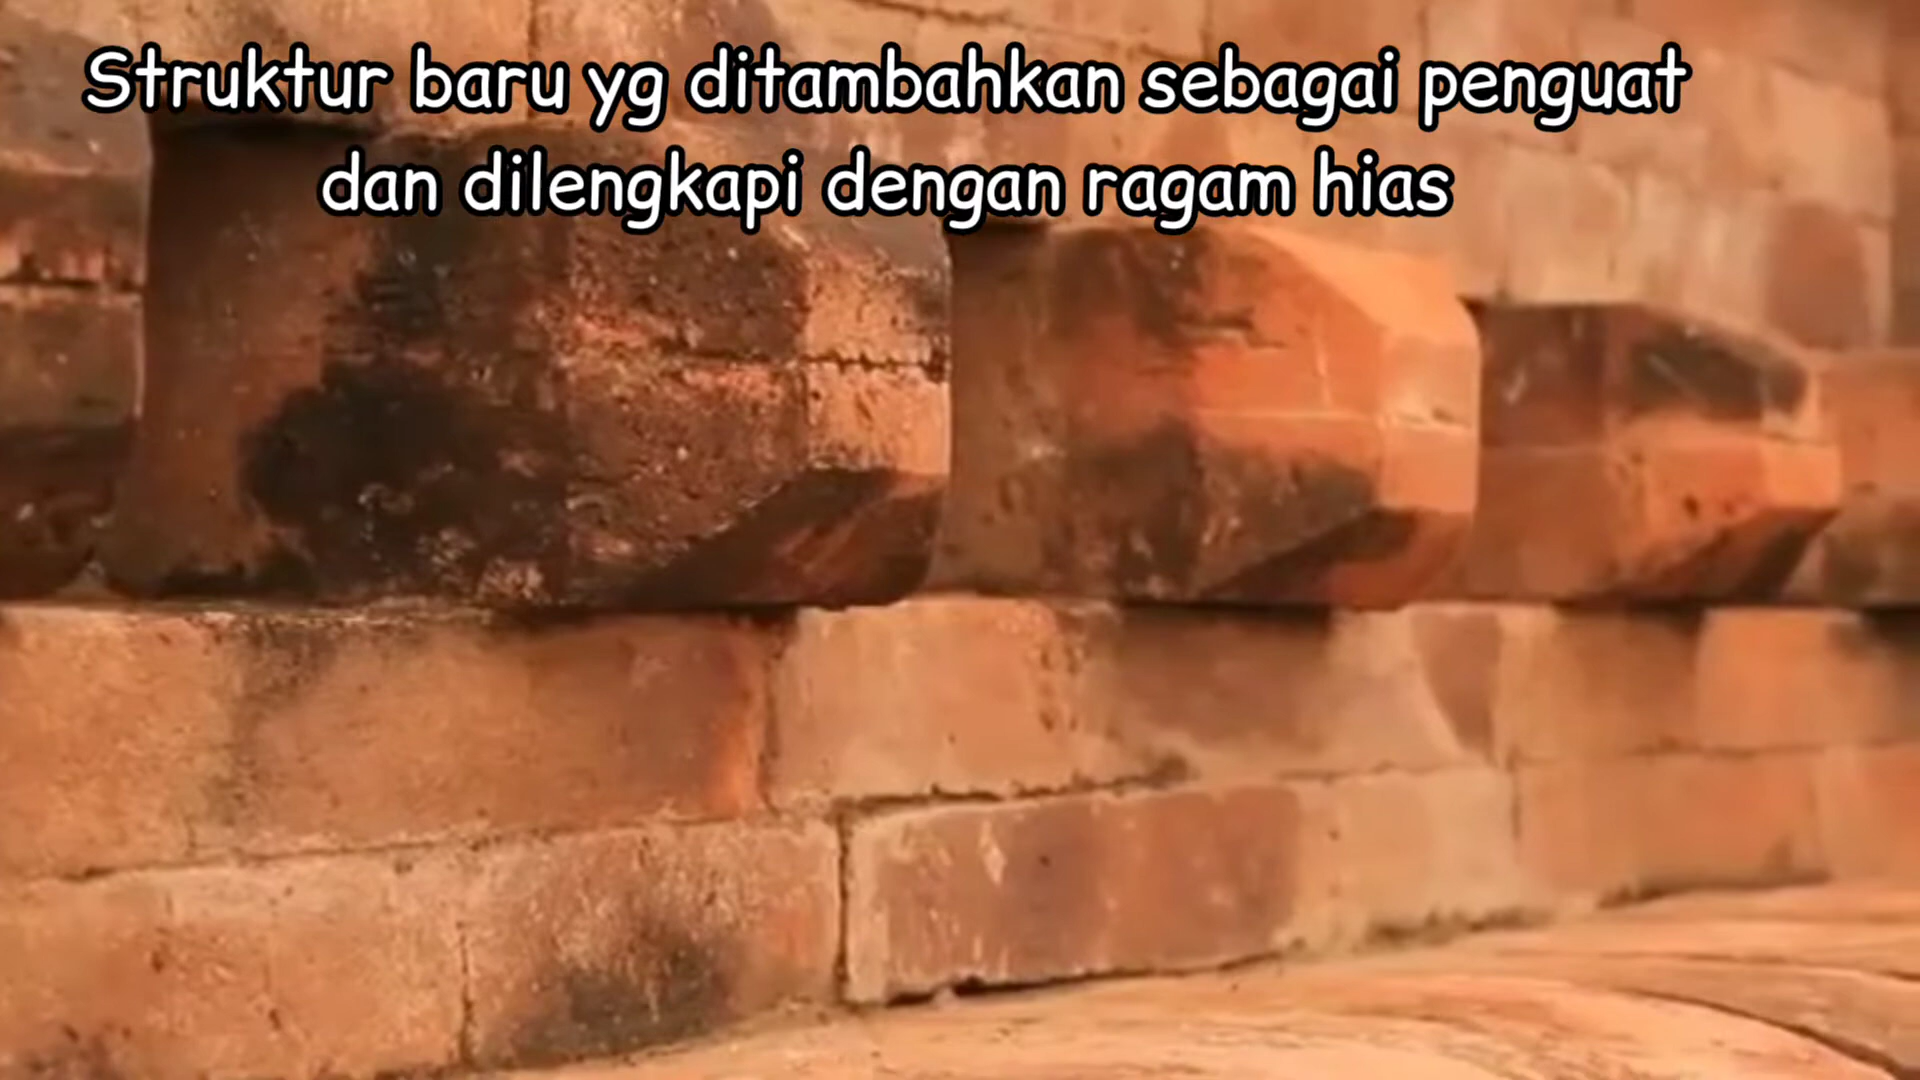 Struktur baru yg ditambahkan sebagai penguat
dan dilengkapi dengan ragam hias